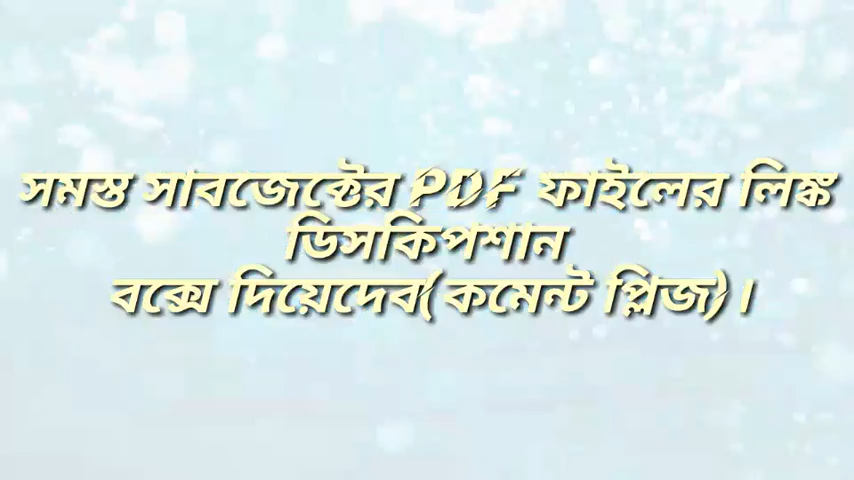 সমস্ত সাবজেক্টের PDF ফাইলের লিঙ্ক
ডিসকিপশান
বক্সে দিয়েদেব(কমেন্ট প্লিজ)।